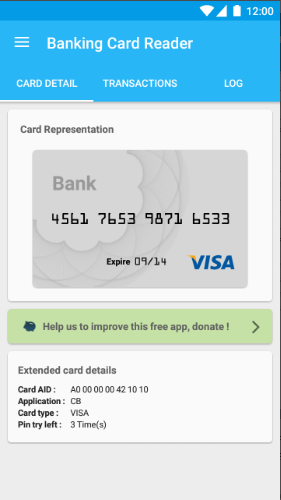 12:00
Banking Card Reader
CARD DETAIL TRANSACTIONS LOG
Card Representation
Bank
4561 7653 9871 6533
Expire 09/14 VISA
Help us to improve this free app, donate !
Extended card details
Card AID : A0 00 00 00 42 10 10
Application : CB
Card type : VISA
Pin try left : 3 Time(s)